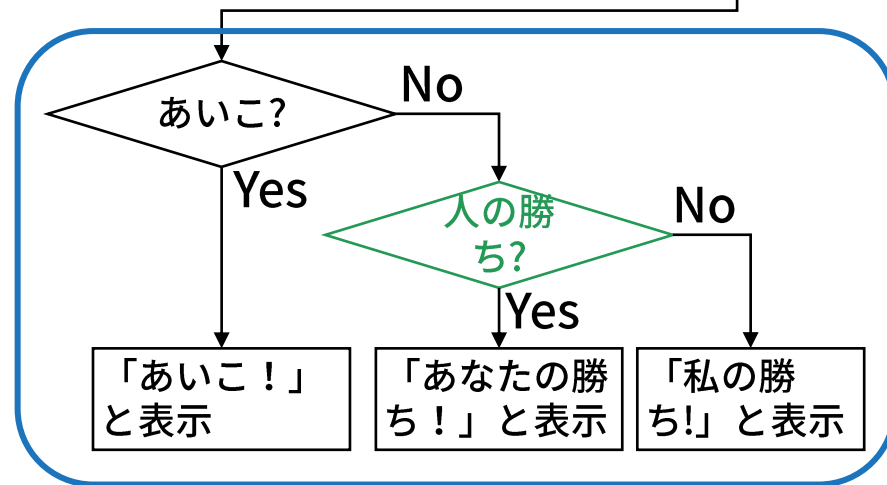 あいこ?
No
Yes
人の勝
ち?
No
Yes
「あいこ！」
と表示
「あなたの勝
ち！」と表示
「私の勝
ち!」と表示